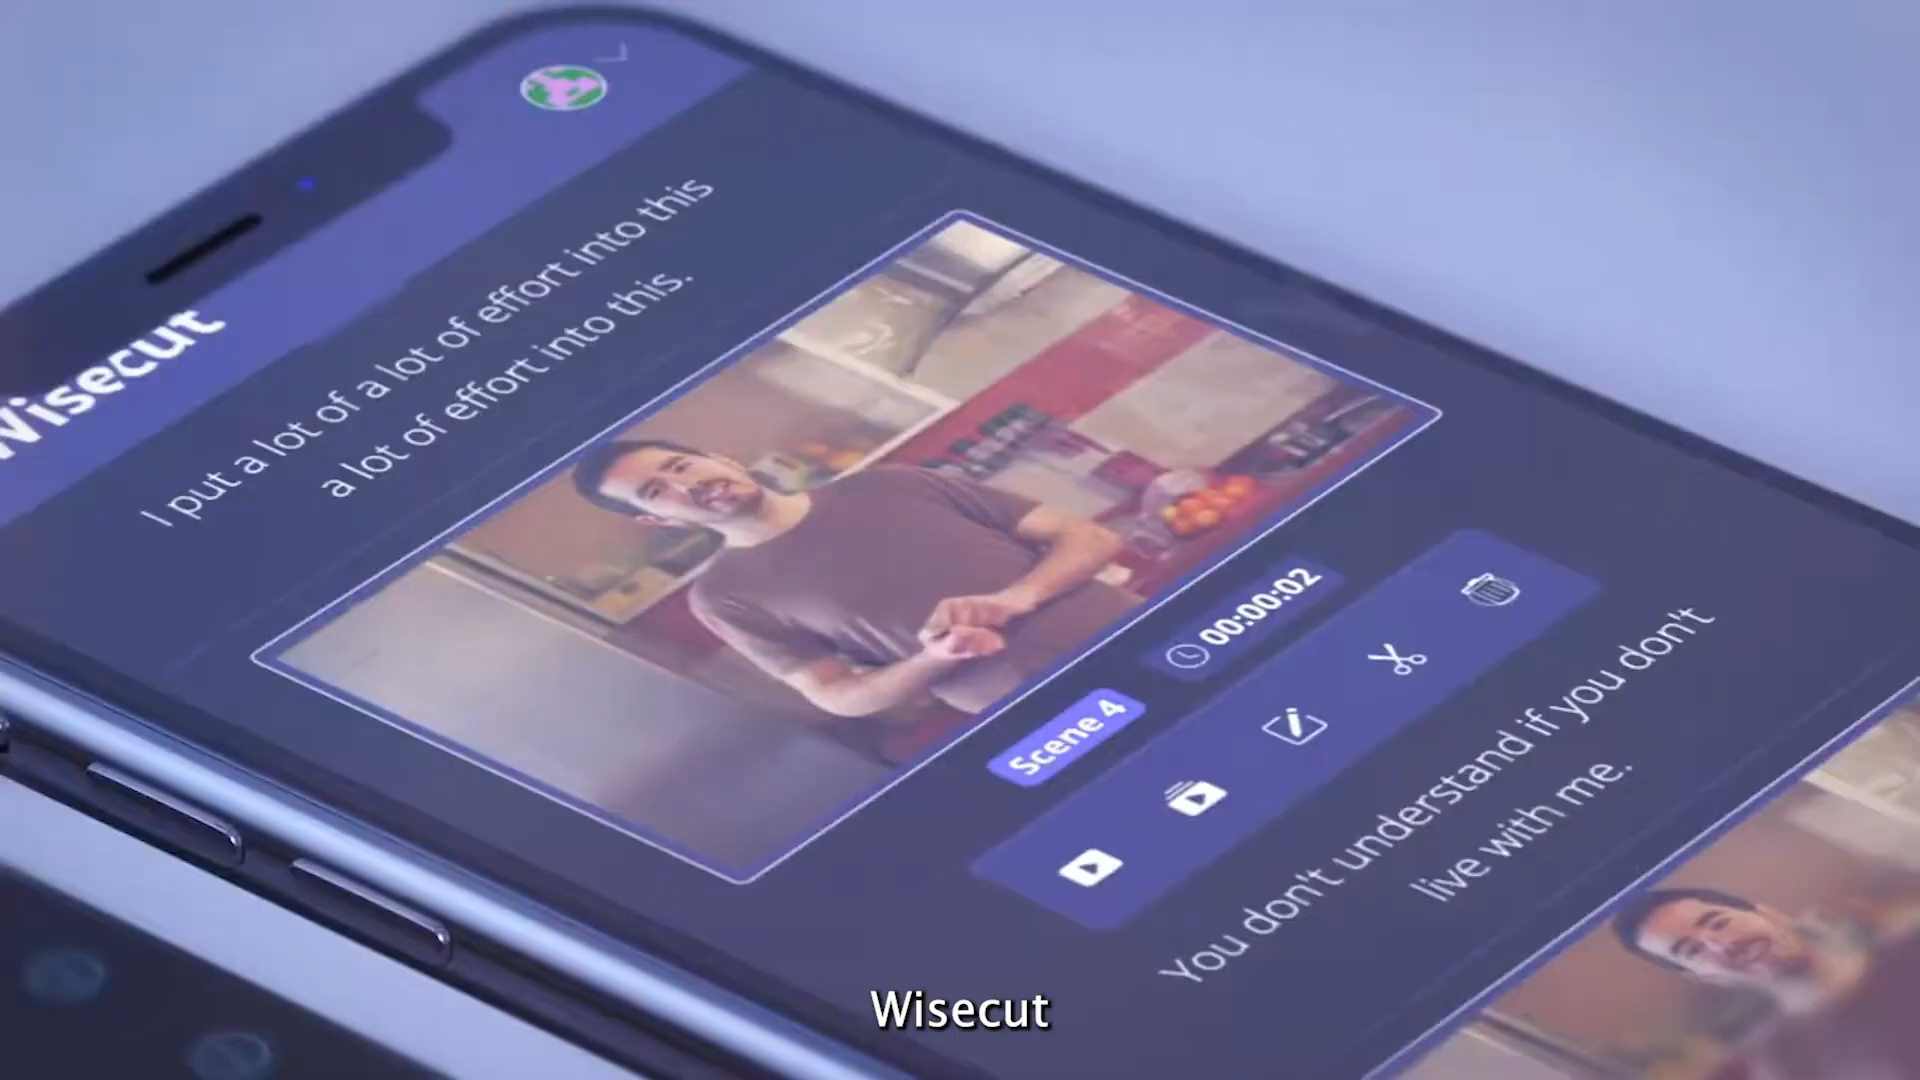 Wisecut
I put a lot of a lot of effort into this
a lot of effort into this.
Scene 4
00:00:02
You don't understand if you don't
live with me.
Wisecut